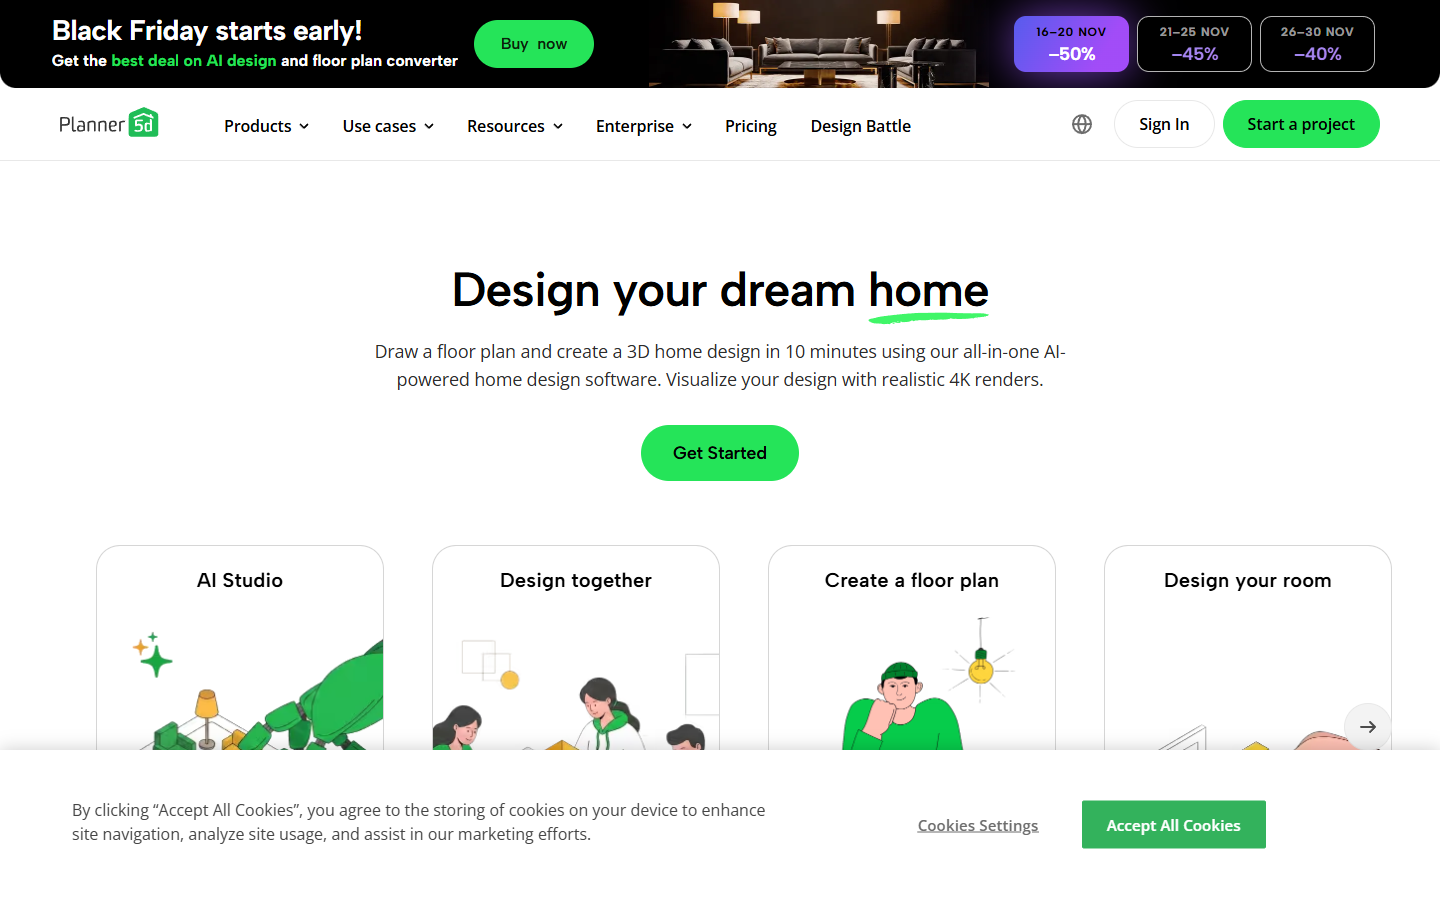 Black Friday starts early!
Get the best deal on AI design and floor plan converter
Buy now
16–20 NOV
–50%
21–25 NOV
–45%
26–30 NOV
–40%
Planner 5d
Products
Use cases
Resources
Enterprise
Pricing
Design Battle
Sign In
Start a project
Design your dream home
Draw a floor plan and create a 3D home design in 10 minutes using our all-in-one AI-
powered home design software. Visualize your design with realistic 4K renders.
Get Started
AI Studio
Design together
Create a floor plan
Design your room
By clicking “Accept All Cookies”, you agree to the storing of cookies on your device to enhance
site navigation, analyze site usage, and assist in our marketing efforts.
Cookies Settings
Accept All Cookies